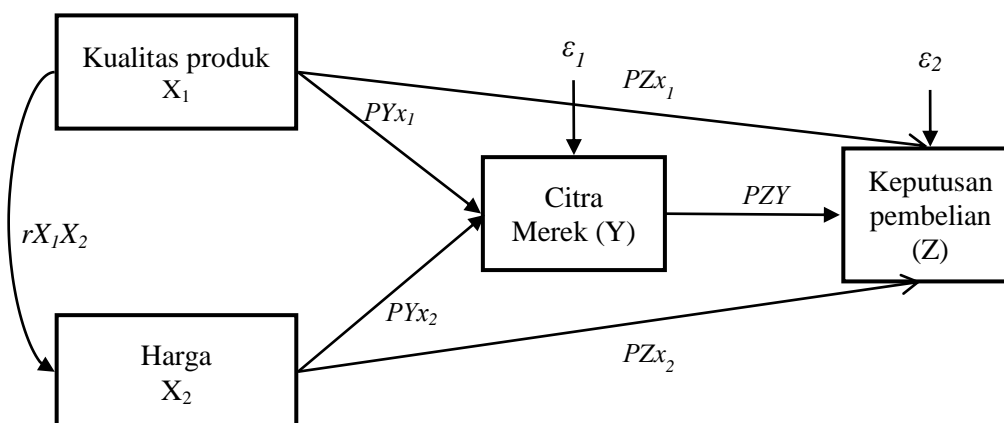 Kualitas produk
X₁
ε₁
ε₂
PZx₁
PYx₁
Citra
Merek (Y)
PZY
Keputusan
pembelian
(Z)
rX₁X₂
PYx₂
Harga
X₂
PZx₂